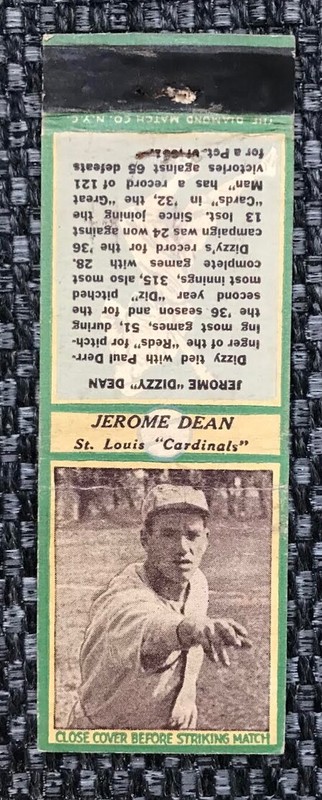 JEROME DEAN
St. Louis "Cardinals"
CLOSE COVER BEFORE STRIKING MATCH
JEROME "DIZZY" DEAN
Dizzy tied with Paul Derr-
inger of the "Reds" for pitch-
ing most games, 51, during
the '36 season and for the
second year "Diz" pitched
most innings, 315, also most
complete games with 28.
Dizzy's record for the '36
campaign was 24 won against
13 lost Since joining the
"Cards" in '32, the "Great
Man" has a record of 121
victories against 65 defeats
for a Pct.
THE DIAMOND MATCH CO. N.Y.C.